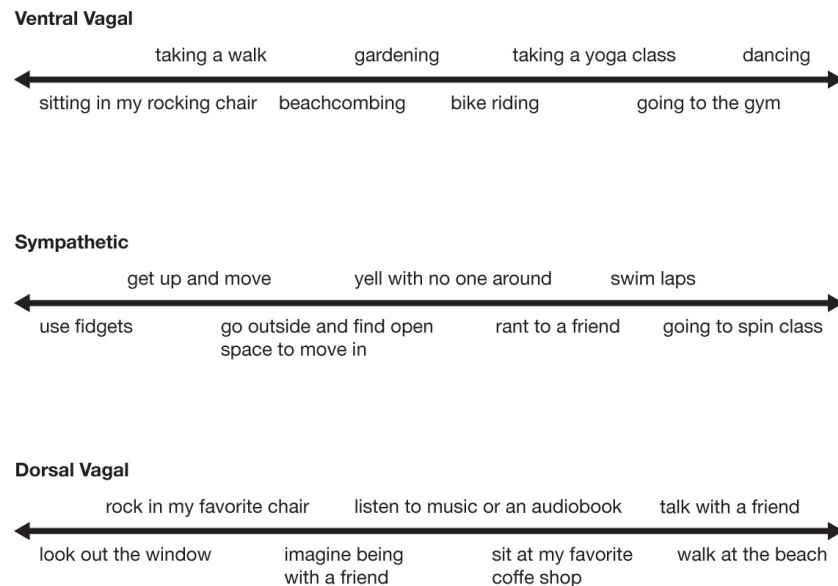 Ventral Vagal
taking a walk gardening taking a yoga class dancing
sitting in my rocking chair beachcombing bike riding going to the gym
Sympathetic
get up and move yell with no one around swim laps
use fidgets go outside and find open rant to a friend going to spin class
space to move in
Dorsal Vagal
rock in my favorite chair listen to music or an audiobook talk with a friend
look out the window imagine being sit at my favorite walk at the beach
with a friend coffe shop